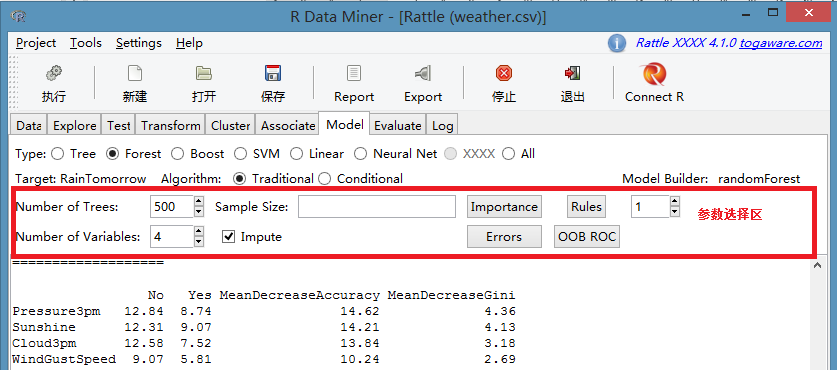 R Data Miner - [Rattle (weather.csv)]
Project Tools Settings Help Rattle XXXX 4.1.0 togaware.com
执行 新建 打开 保存 Report Export 停止 退出 Connect R
Data Explore Test Transform Cluster Associate Model Evaluate Log
Type: Tree Forest Boost SVM Linear Neural Net XXXX All
Target: RainTomorrow Algorithm: Traditional Conditional Model Builder: randomForest
Number of Trees: 500 Sample Size: Importance Rules 1 参数选择区
Number of Variables: 4 Impute Errors OOB ROC
====================
No Yes MeanDecreaseAccuracy MeanDecreaseGini
Pressure3pm 12.84 8.74 14.62 4.36
Sunshine 12.31 9.07 14.21 4.13
Cloud3pm 12.58 7.52 13.84 3.18
WindGustSpeed 9.07 5.81 10.24 2.69